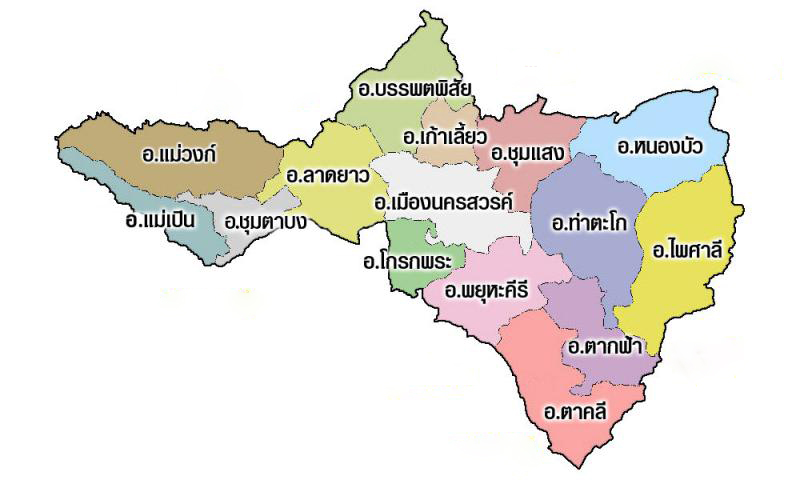 อ.บรรพตพิสัย
อ.เก้าเลี้ยว
อ.ชุมแสง
อ.หนองบัว
อ.แม่วงก์
อ.ลาดยาว
อ.เมืองนครสวรค์
อ.แม่เปิน
อ.ชุมตาบง
อ.ท่าตะโก
อ.ไพศาลี
อ.โกรกพระ
อ.พยุหะคีรี
อ.ตากฟ้า
อ.ตาคลี